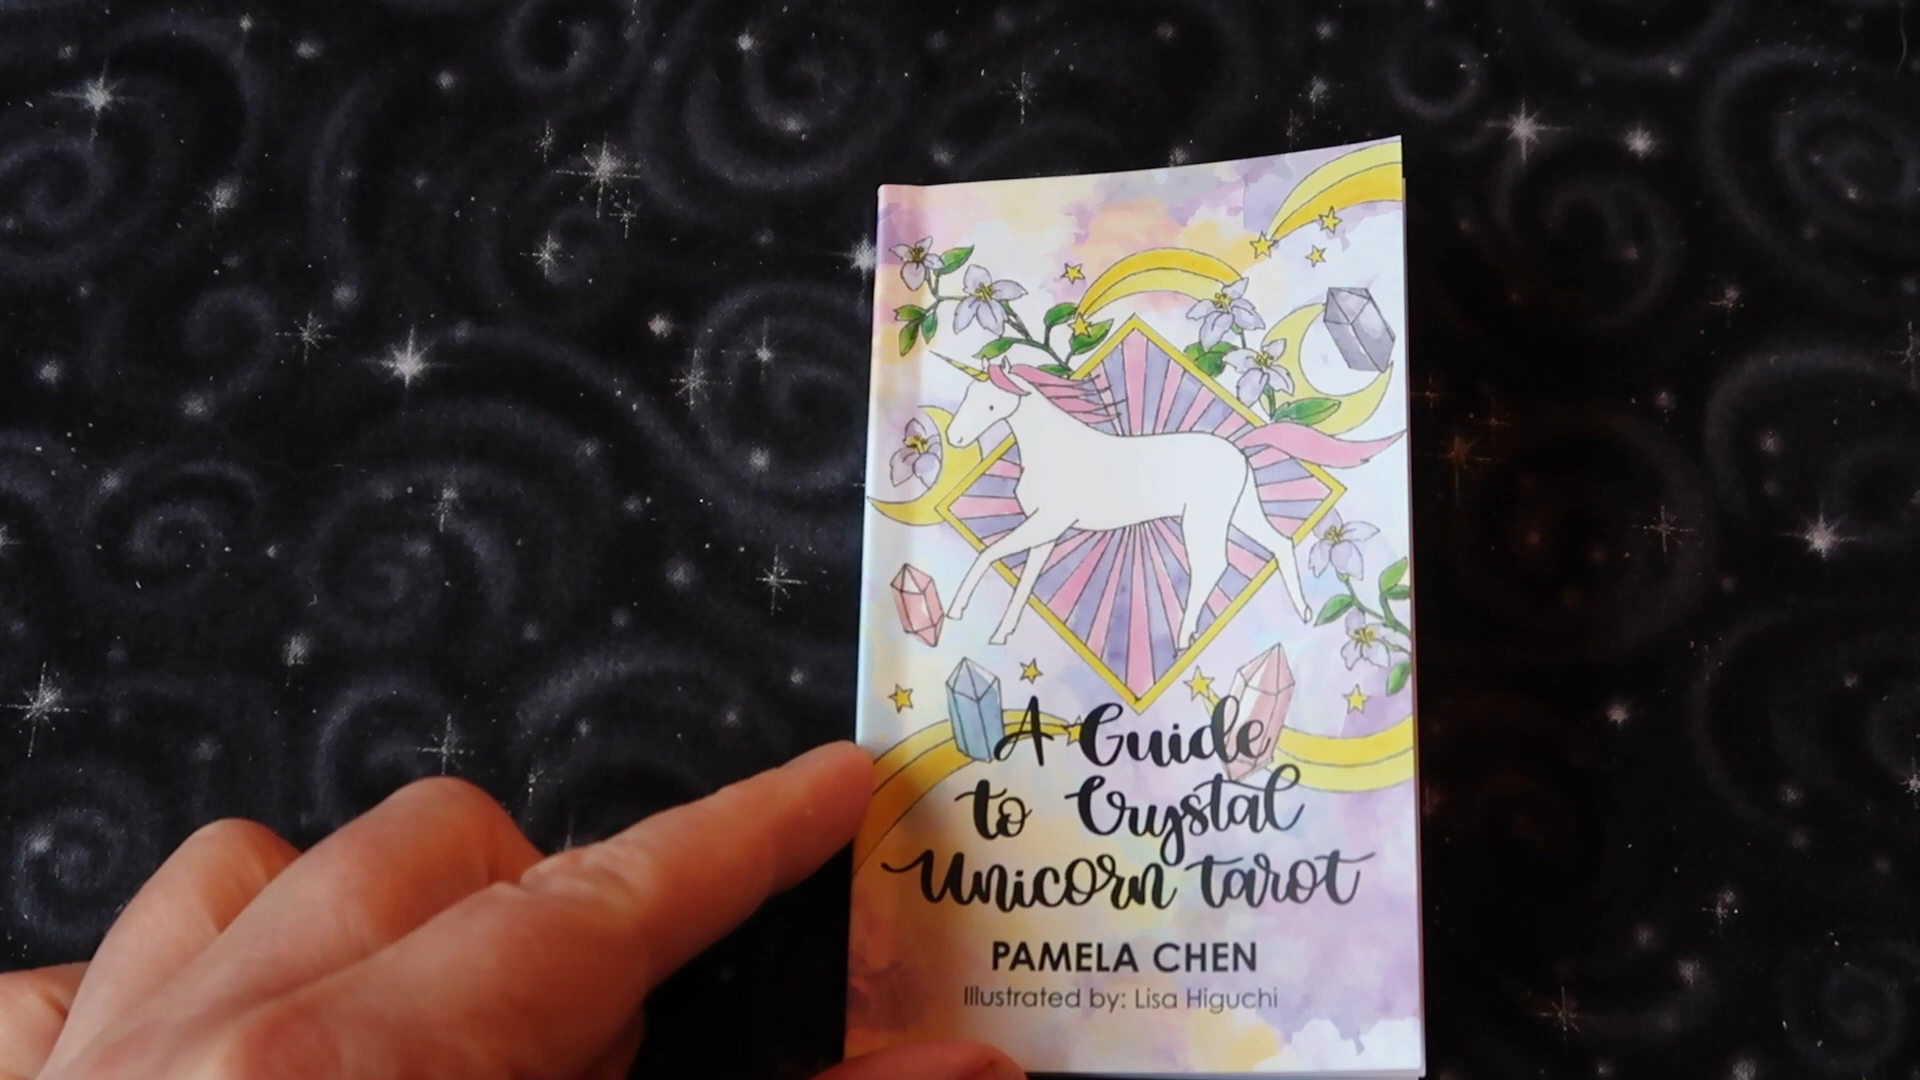 A Guide
to Crystal
Unicorn tarot
PAMELA CHEN
Illustrated by: Lisa Higuchi